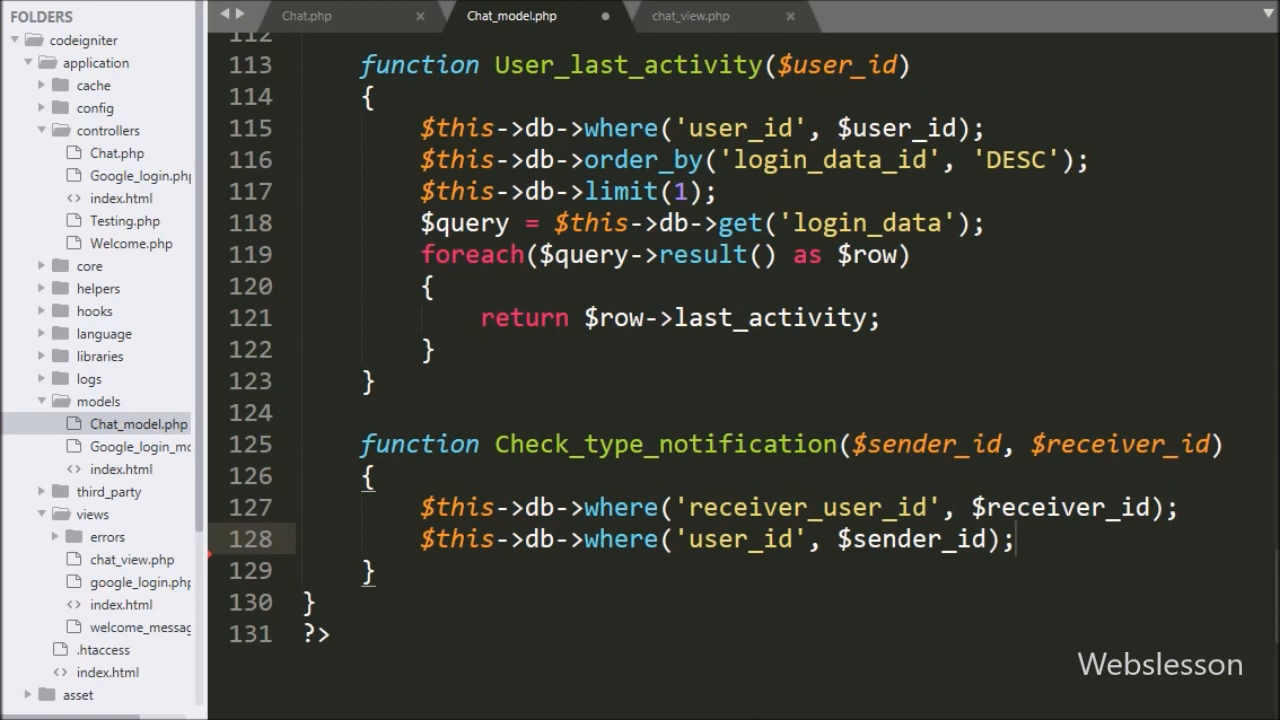 FOLDERS
codeigniter
application
cache
config
controllers
Chat.php
Google_login.php
index.html
Testing.php
Welcome.php
core
helpers
hooks
language
libraries
logs
models
Chat_model.php
Google_login_mo
index.html
third_party
views
errors
chat_view.php
google_login.php
index.html
welcome_messag
.htaccess
index.html
asset
Chat.php × Chat_model.php chat_view.php ×
112
113 function User_last_activity($user_id)
114 {
115 $this->db->where('user_id', $user_id);
116 $this->db->order_by('login_data_id', 'DESC');
117 $this->db->limit(1);
118 $query = $this->db->get('login_data');
119 foreach($query->result() as $row)
120 {
121 return $row->last_activity;
122 }
123 }
124
125 function Check_type_notification($sender_id, $receiver_id)
126 {
127 $this->db->where('receiver_user_id', $receiver_id);
128 $this->db->where('user_id', $sender_id);
129 }
130 }
131 ?>
Webslesson